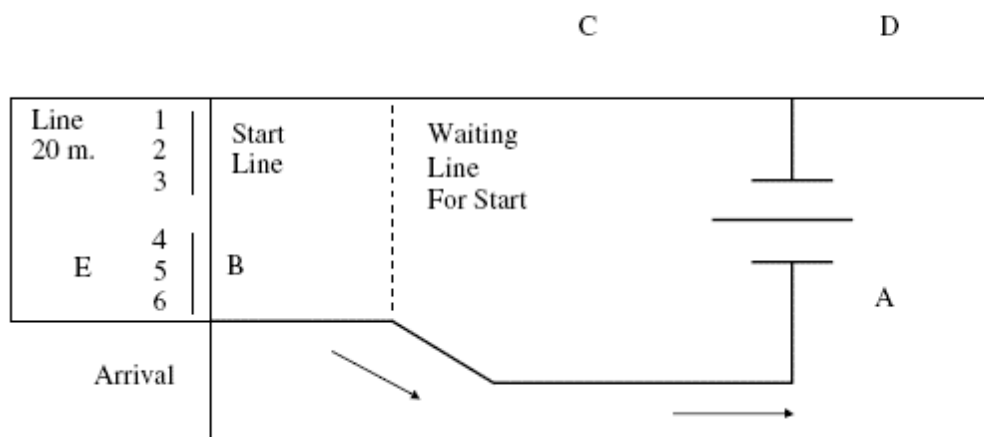 C
D
Line
20 m.
1
2
3
Start
Line
Waiting
Line
For Start
4
5
6
E
B
A
Arrival